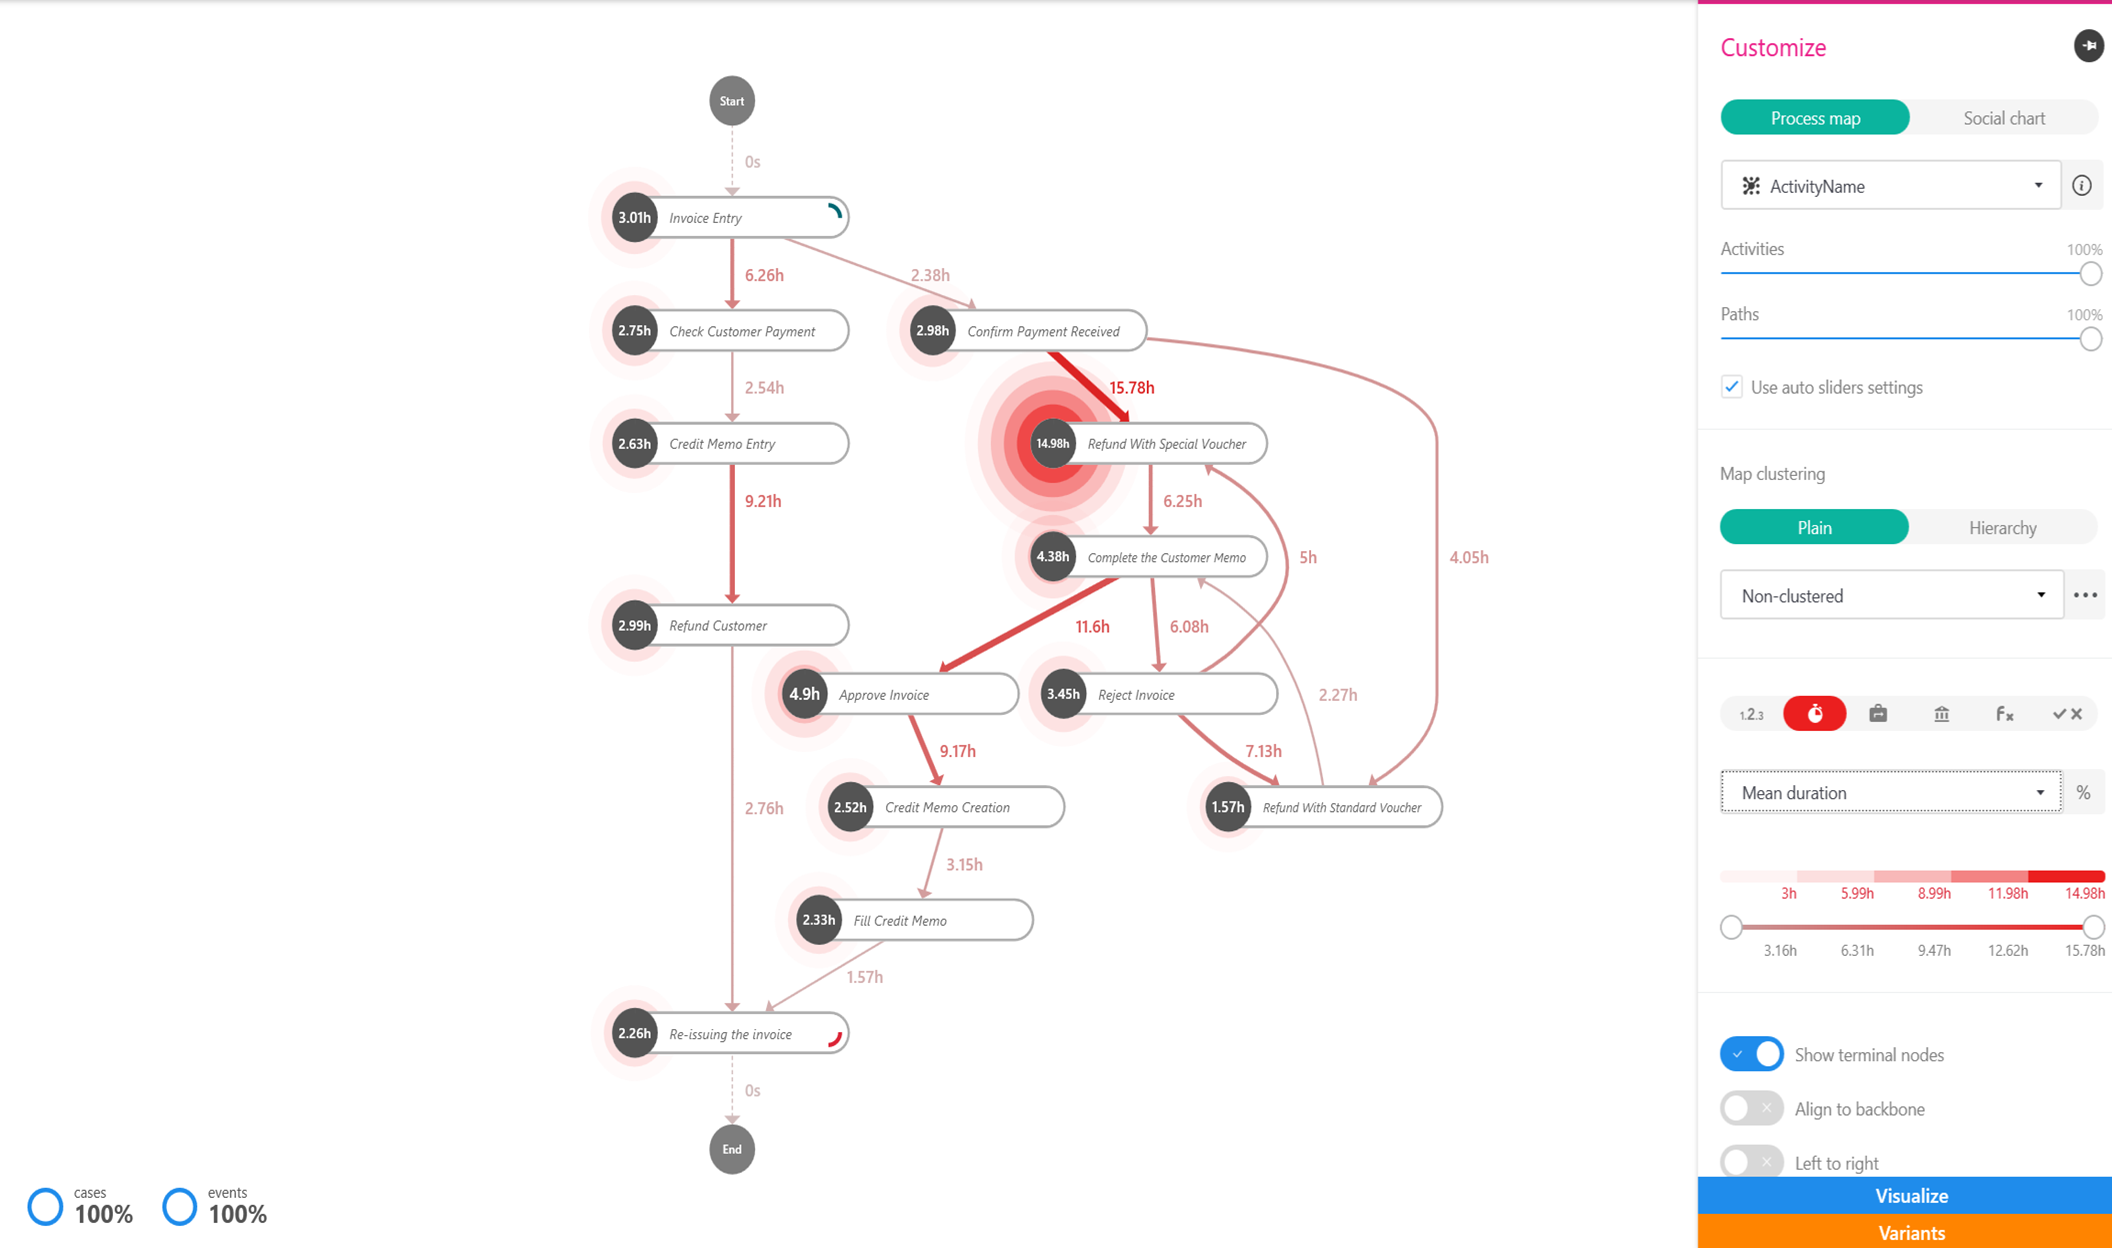 Start
0s
3.01h Invoice Entry
6.26h
2.38h
2.75h Check Customer Payment
2.98h Confirm Payment Received
2.54h
15.78h
2.63h Credit Memo Entry
14.98h Refund With Special Voucher
9.21h
6.25h
4.38h Complete the Customer Memo
5h
4.05h
2.99h Refund Customer
11.6h
6.08h
4.9h Approve Invoice
3.45h Reject Invoice
2.27h
9.17h
7.13h
2.76h
2.52h Credit Memo Creation
1.57h Refund With Standard Voucher
3.15h
2.33h Fill Credit Memo
1.57h
2.26h Re-issuing the invoice
0s
End
cases
100%
events
100%
Customize
Process map Social chart
ActivityName
Activities 100%
Paths 100%
Use auto sliders settings
Map clustering
Plain Hierarchy
Non-clustered
1.2.3 fx
Mean duration %
3h 5.99h 8.99h 11.98h 14.98h
3.16h 6.31h 9.47h 12.62h 15.78h
Show terminal nodes
Align to backbone
Left to right
Visualize
Variants